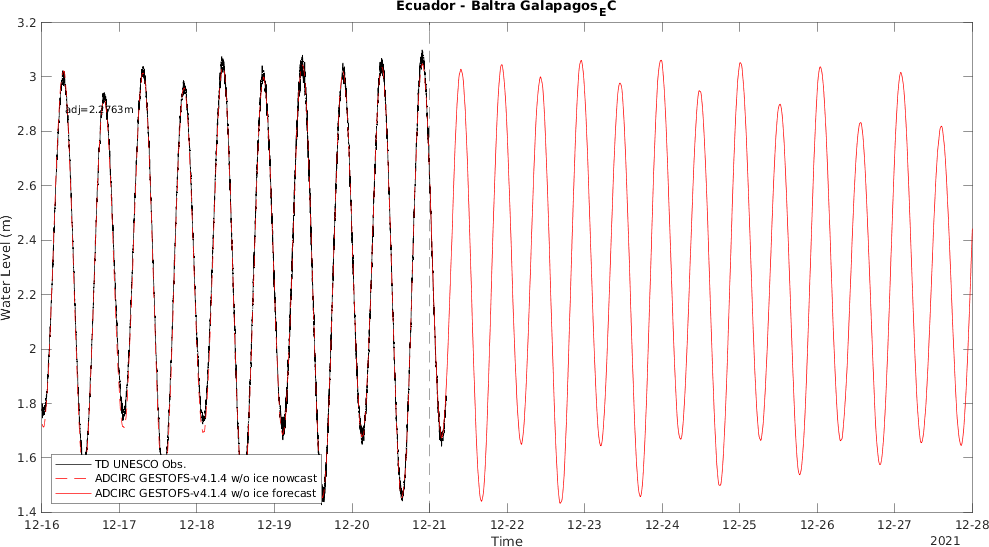 Ecuador - Baltra Galapagos_EC
3.2
3
2.8
2.6
2.4
2.2
2
1.8
1.6
1.4
Water Level (m)
adj=2.2763m
TD UNESCO Obs.
ADCIRC GESTOFS-v4.1.4 w/o ice nowcast
ADCIRC GESTOFS-v4.1.4 w/o ice forecast
12-16 12-17 12-18 12-19 12-20 12-21 12-22 12-23 12-24 12-25 12-26 12-27 12-28
Time
2021